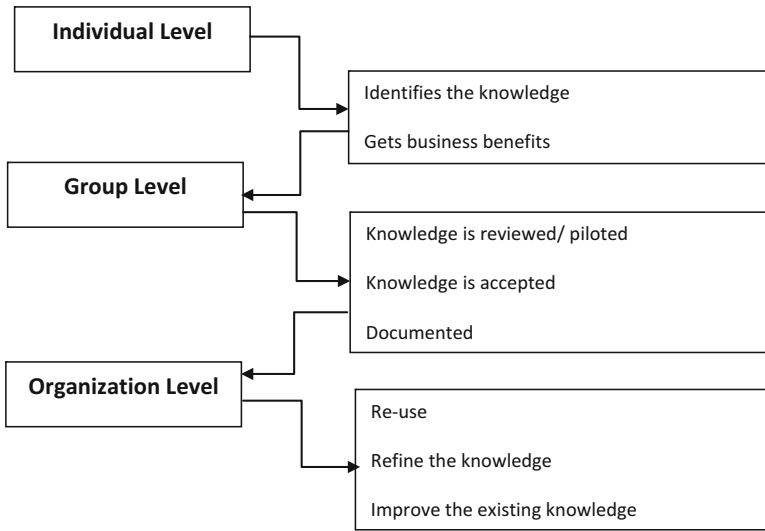 Individual Level
Identifies the knowledge
Gets business benefits
Group Level
Knowledge is reviewed/ piloted
Knowledge is accepted
Documented
Organization Level
Re-use
Refine the knowledge
Improve the existing knowledge